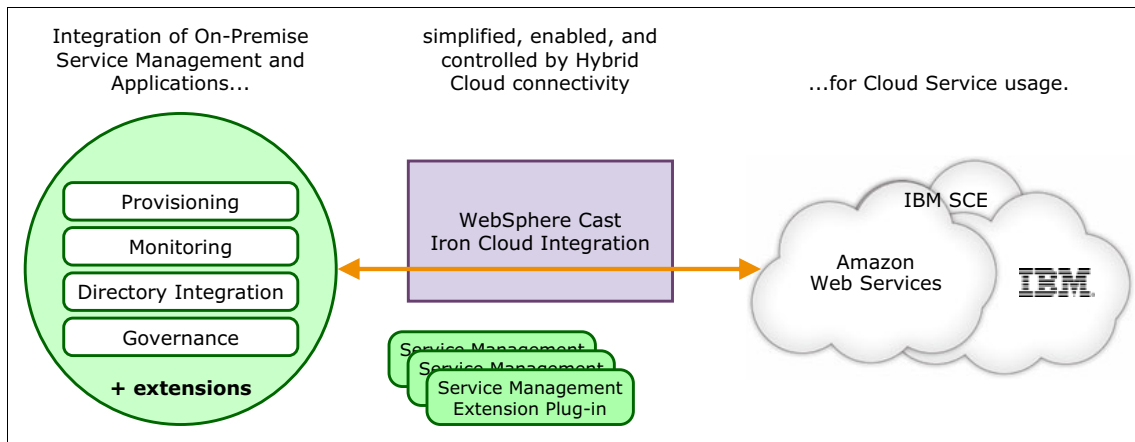 Integration of On-Premise
Service Management and
Applications...
simplified, enabled, and
controlled by Hybrid
Cloud connectivity
...for Cloud Service usage.
Provisioning
Monitoring
Directory Integration
Governance
+ extensions
WebSphere Cast
Iron Cloud Integration
Service Management
Service Management
Service Management
Extension Plug-in
IBM SCE
Amazon
Web Services
IBM